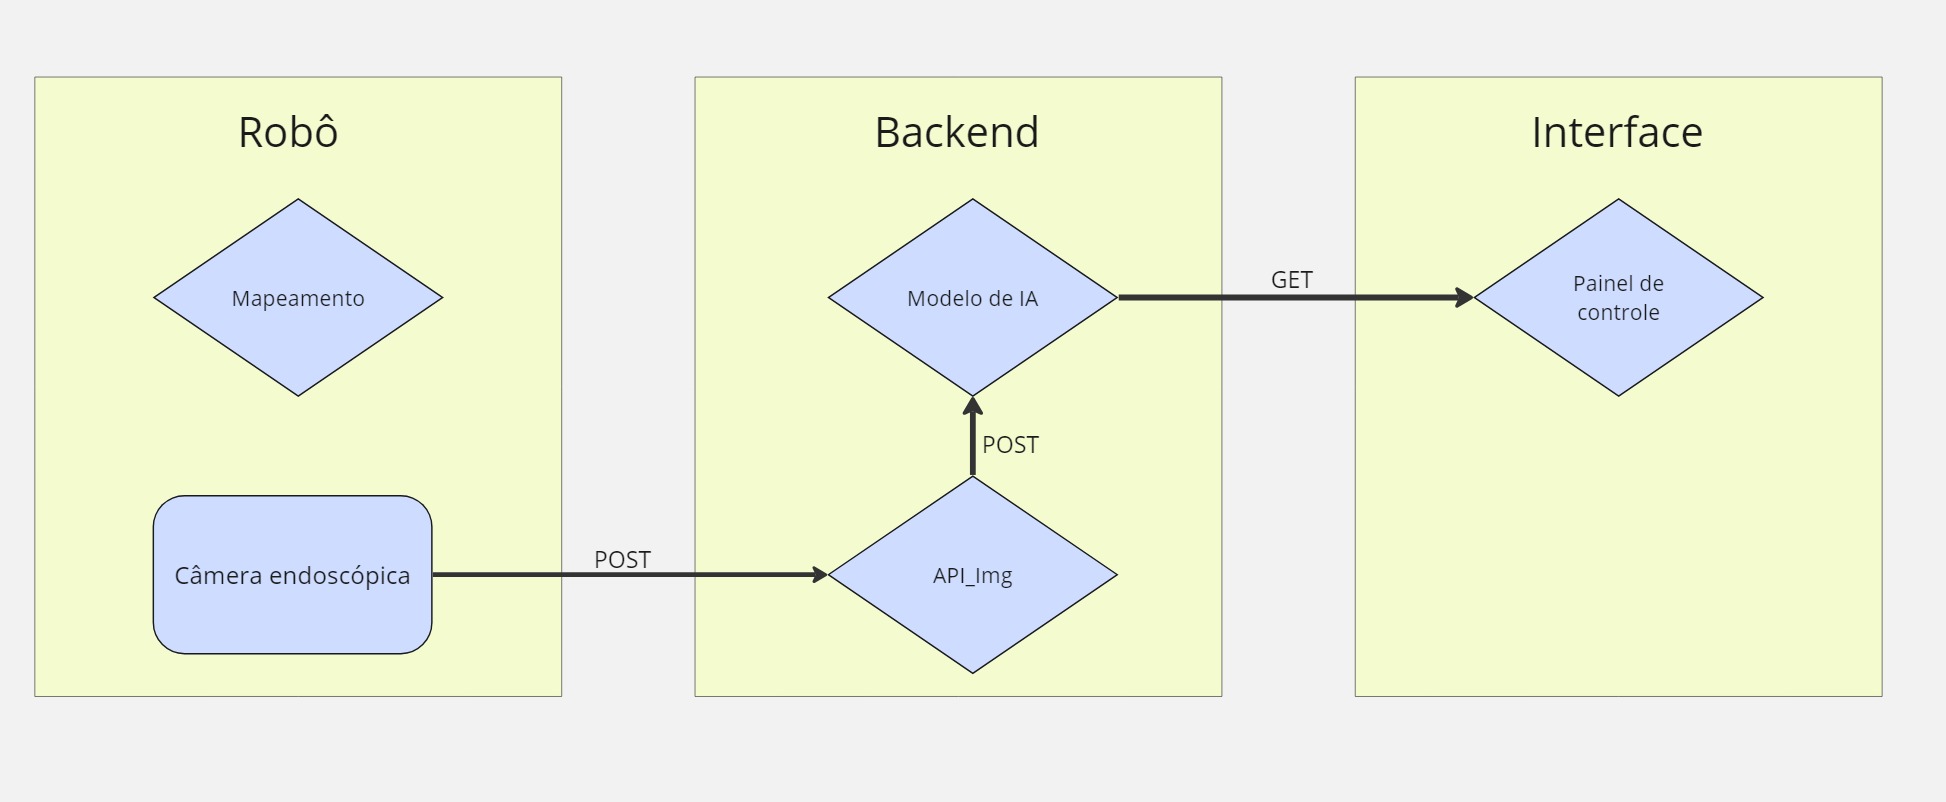 Robô
Backend
Interface
Mapeamento
Modelo de IA
GET
Painel de
controle
POST
Câmera endoscópica
POST
API_Img